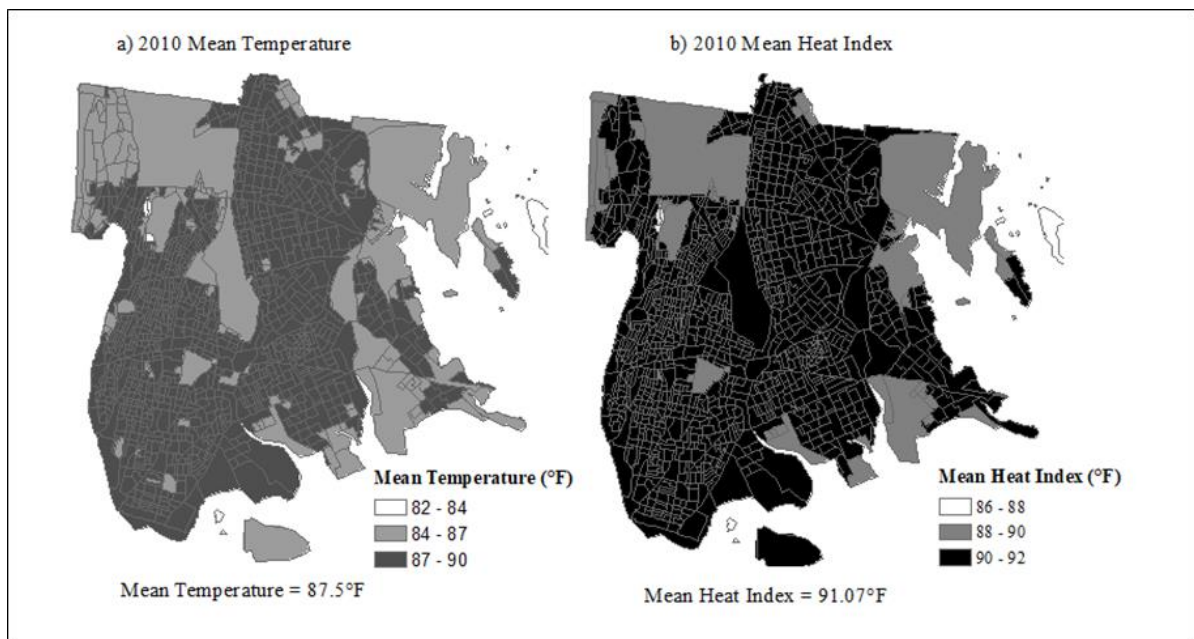 a) 2010 Mean Temperature
b) 2010 Mean Heat Index
Mean Temperature (°F)
82 - 84
84 - 87
87 - 90
Mean Heat Index (°F)
86 - 88
88 - 90
90 - 92
Mean Temperature = 87.5°F
Mean Heat Index = 91.07°F